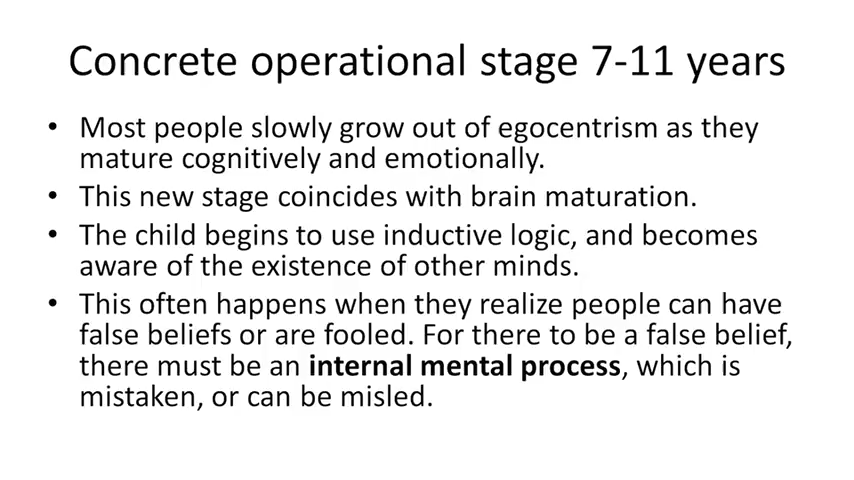 Concrete operational stage 7-11 years
• Most people slowly grow out of egocentrism as they
mature cognitively and emotionally.
• This new stage coincides with brain maturation.
• The child begins to use inductive logic, and becomes
aware of the existence of other minds.
• This often happens when they realize people can have
false beliefs or are fooled. For there to be a false belief,
there must be an internal mental process, which is
mistaken, or can be misled.